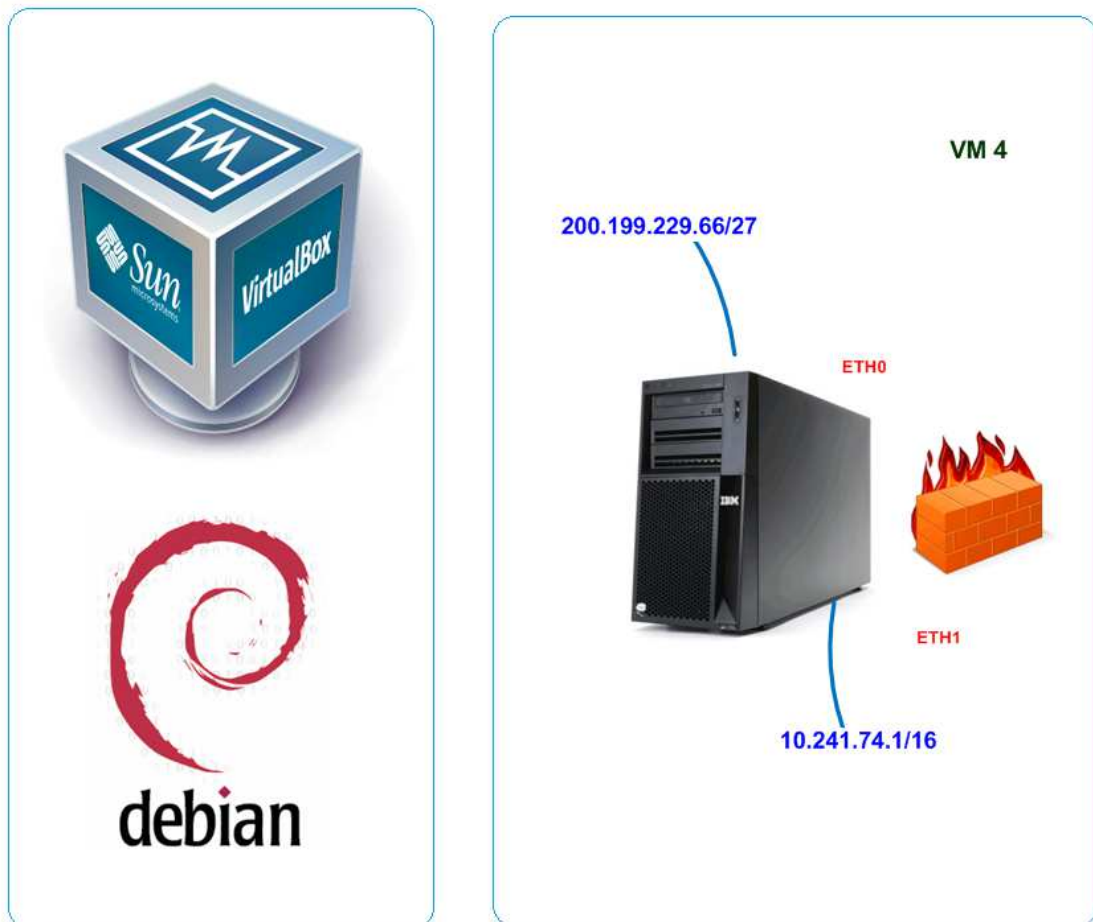 Sun
microsystems
VirtualBox
debian
VM 4
200.199.229.66/27
ETH0
IBM
ETH1
10.241.74.1/16